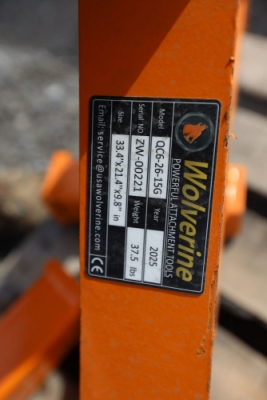 Wolverine
POWERFUL ATTACHMENT TOOLS
Model QC6-26-15G Year 2025
Serial NO ZW-00221 Weight 37.5 lbs
Size 33.4"x21.4"x9.8" in
Email: service@usawolverine.com CE